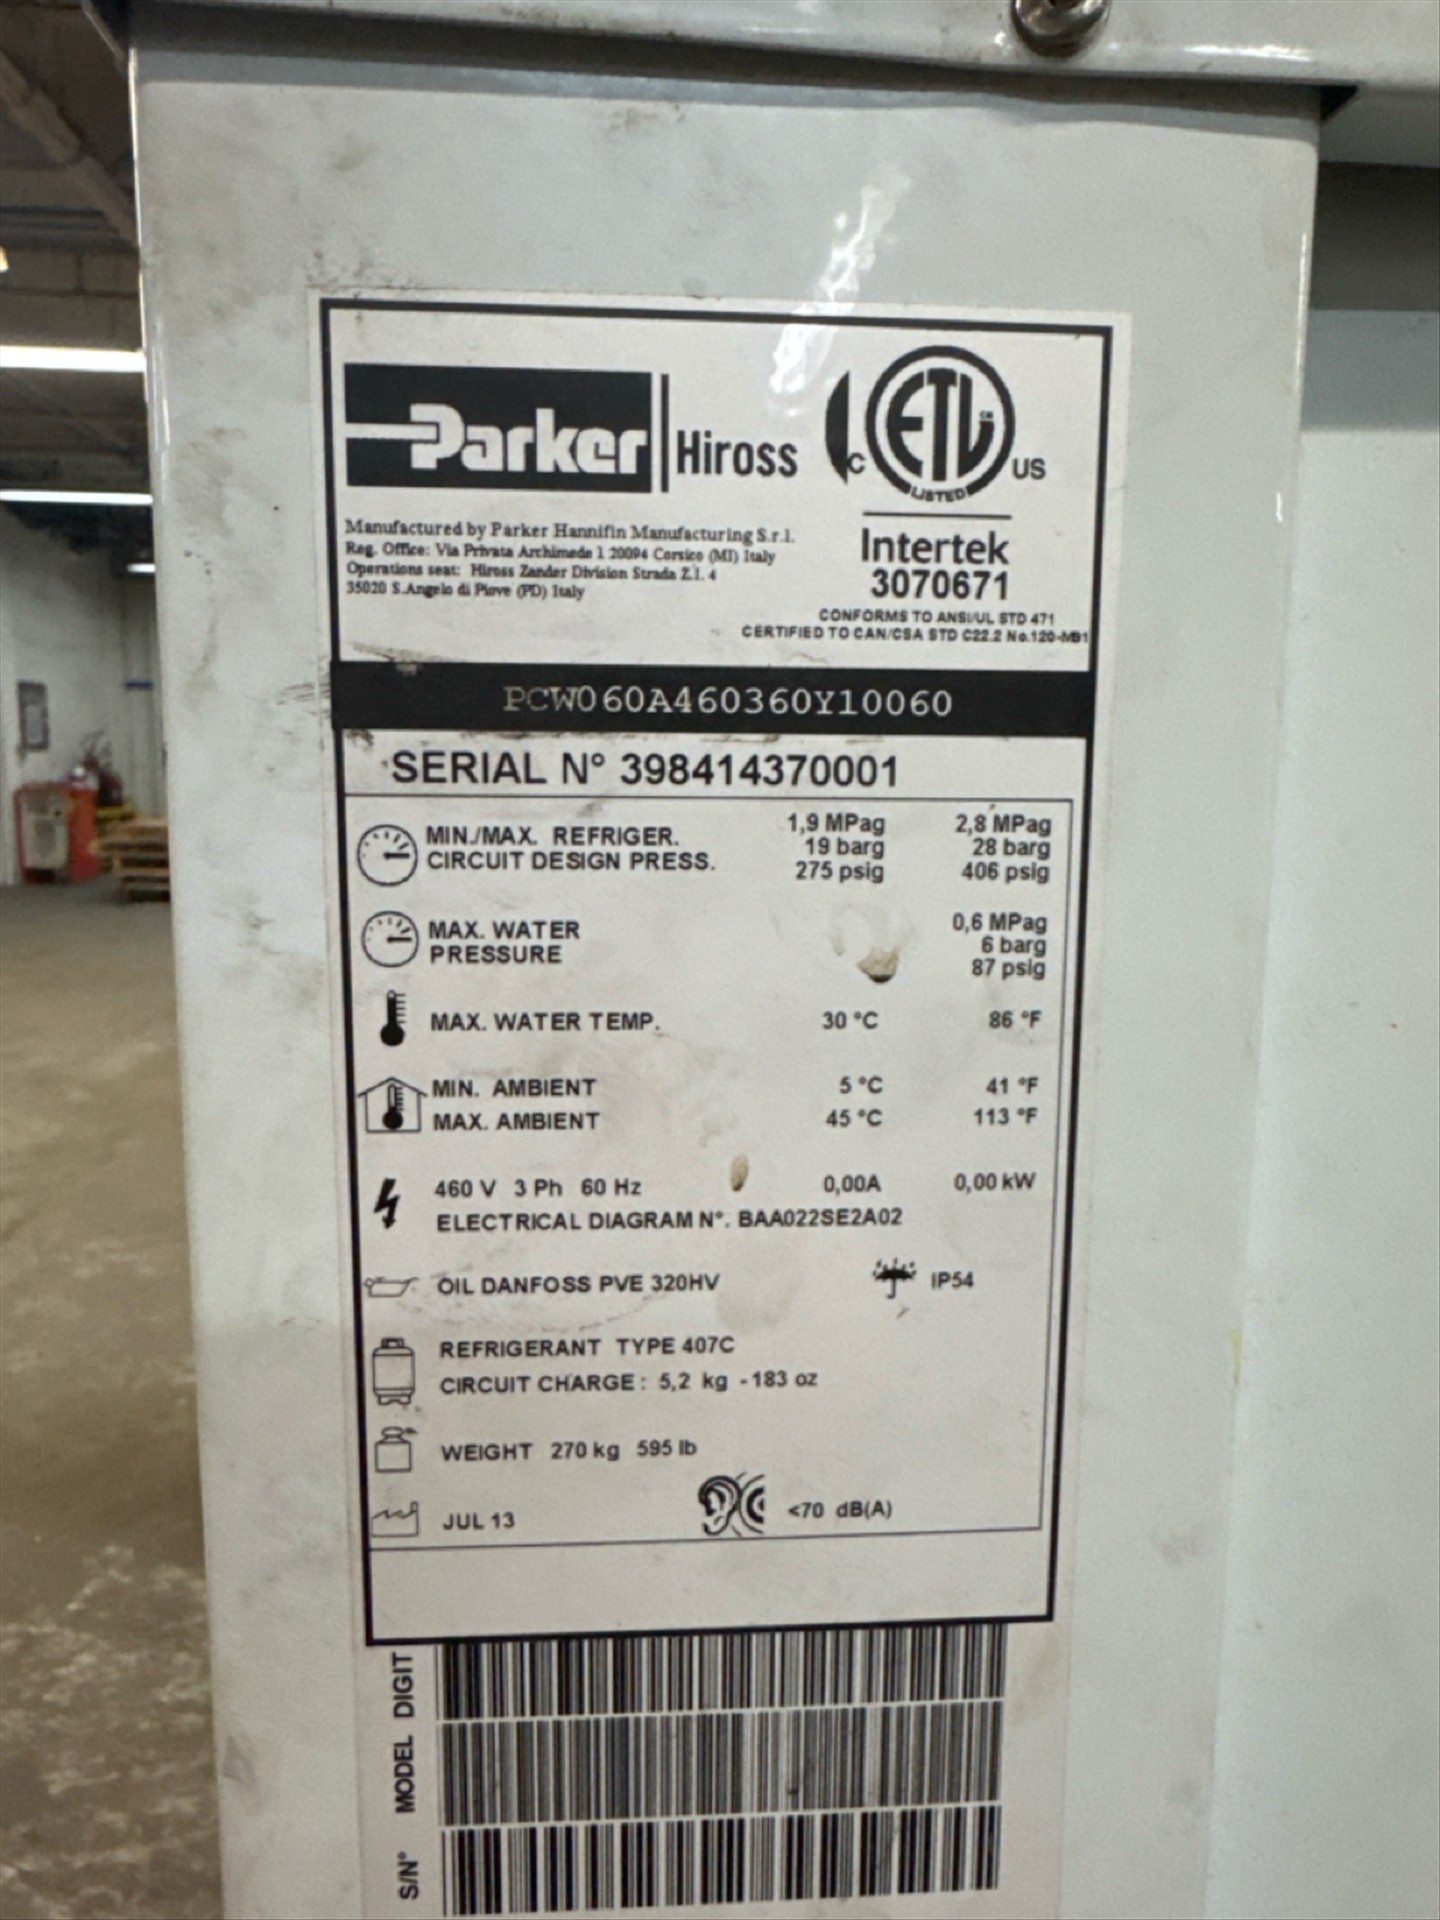 Parker Hiross
C ETL CM US
LISTED
Manufactured by Parker Hannifin Manufacturing S.r.l.
Reg. Office: Via Privata Archimede 1 20094 Corsico (MI) Italy
Operations seat: Hiross Zander Division Strada Z.I. 4
35020 S.Angelo di Piove (PD) Italy
Intertek
3070671
CONFORMS TO ANSI/UL STD 471
CERTIFIED TO CAN/CSA STD C22.2 No.120-MB1
PCW060A460360Y10060
SERIAL N° 398414370001
MIN./MAX. REFRIGER. 1,9 MPag 2,8 MPag
CIRCUIT DESIGN PRESS. 19 barg 28 barg
275 psig 406 psig
MAX. WATER 0,6 MPag
PRESSURE 6 barg
87 psig
MAX. WATER TEMP. 30 °C 86 °F
MIN. AMBIENT 5 °C 41 °F
MAX. AMBIENT 45 °C 113 °F
460 V 3 Ph 60 Hz 0,00A 0,00 kW
ELECTRICAL DIAGRAM N°. BAA022SE2A02
OIL DANFOSS PVE 320HV IP54
REFRIGERANT TYPE 407C
CIRCUIT CHARGE : 5,2 kg - 183 oz
WEIGHT 270 kg 595 lb
JUL 13 <70 dB(A)
DIGIT
MODEL
S/N°